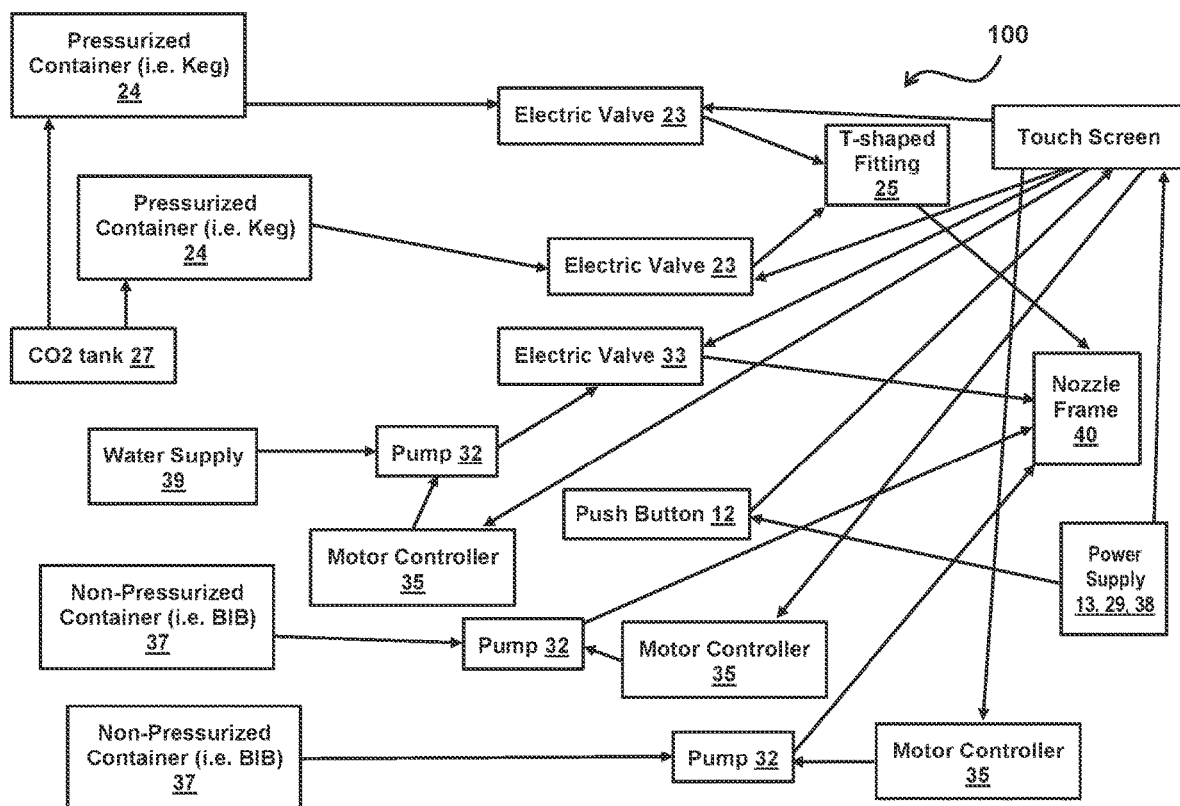 Pressurized
Container (i.e. Keg)
24
100
Electric Valve 23
Touch Screen
T-shaped
Fitting
25
Pressurized
Container (i.e. Keg)
24
Electric Valve 23
CO2 tank 27
Electric Valve 33
Nozzle
Frame
40
Water Supply
39
Pump 32
Push Button 12
Motor Controller
35
Power
Supply
13, 29, 38
Non-Pressurized
Container (i.e. BIB)
37
Pump 32
Motor Controller
35
Non-Pressurized
Container (i.e. BIB)
37
Pump 32
Motor Controller
35